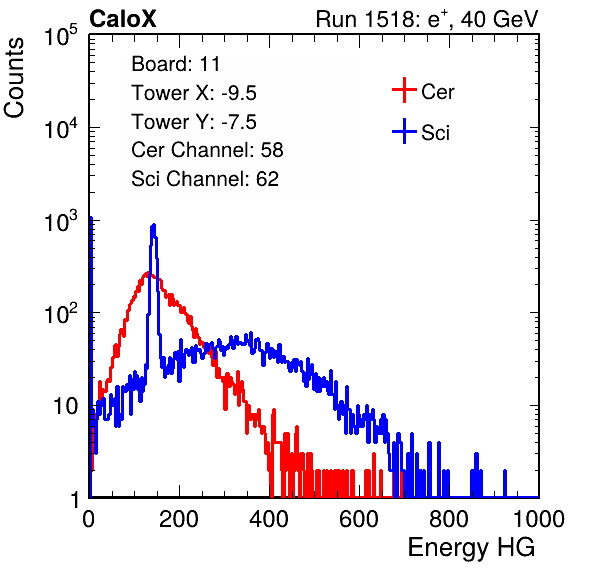 CaloX Run 1518: e⁺, 40 GeV
Counts
10⁵
10⁴
10³
10²
10
1
Board: 11
Tower X: -9.5
Tower Y: -7.5
Cer Channel: 58
Sci Channel: 62
Cer
Sci
0 200 400 600 800 1000
Energy HG